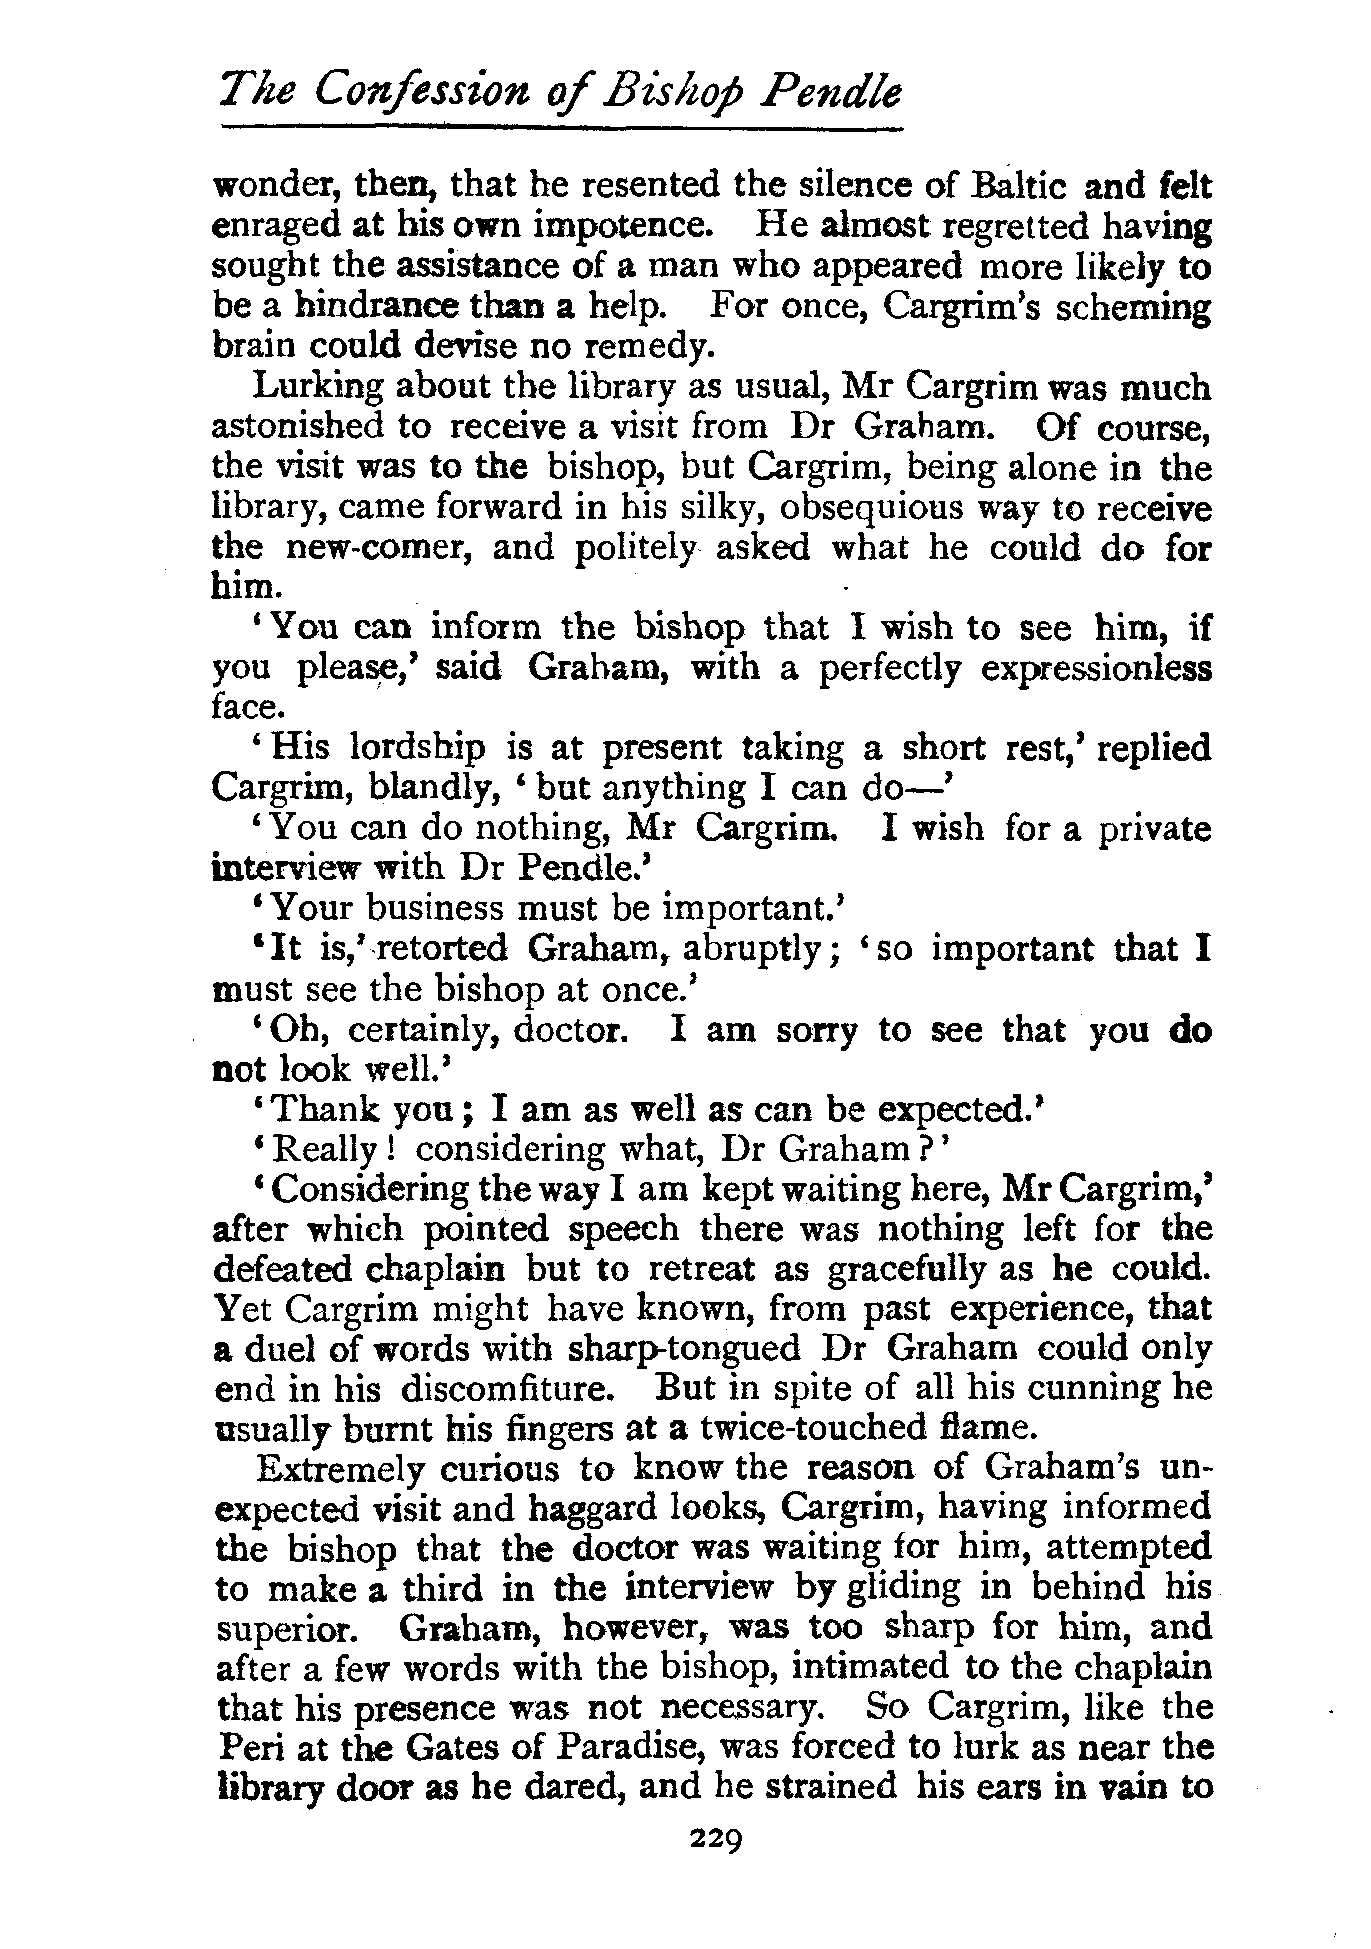 The Confession of Bishop Pendle
wonder, then, that he resented the silence of Baltic and felt
enraged at his own impotence. He almost regretted having
sought the assistance of a man who appeared more likely to
be a hindrance than a help. For once, Cargrim's scheming
brain could devise no remedy.
Lurking about the library as usual, Mr Cargrim was much
astonished to receive a visit from Dr Graham. Of course,
the visit was to the bishop, but Cargrim, being alone in the
library, came forward in his silky, obsequious way to receive
the new-comer, and politely asked what he could do for
him.
‘You can inform the bishop that I wish to see him, if
you please,’ said Graham, with a perfectly expressionless
face.
‘His lordship is at present taking a short rest,’ replied
Cargrim, blandly, ‘but anything I can do—’
‘You can do nothing, Mr Cargrim. I wish for a private
interview with Dr Pendle.’
‘Your business must be important.’
‘It is,’ retorted Graham, abruptly; ‘so important that I
must see the bishop at once.’
‘Oh, certainly, doctor. I am sorry to see that you do
not look well.’
‘Thank you; I am as well as can be expected.’
‘Really! considering what, Dr Graham?’
‘Considering the way I am kept waiting here, Mr Cargrim,’
after which pointed speech there was nothing left for the
defeated chaplain but to retreat as gracefully as he could.
Yet Cargrim might have known, from past experience, that
a duel of words with sharp-tongued Dr Graham could only
end in his discomfiture. But in spite of all his cunning he
usually burnt his fingers at a twice-touched flame.
Extremely curious to know the reason of Graham's un-
expected visit and haggard looks, Cargrim, having informed
the bishop that the doctor was waiting for him, attempted
to make a third in the interview by gliding in behind his
superior. Graham, however, was too sharp for him, and
after a few words with the bishop, intimated to the chaplain
that his presence was not necessary. So Cargrim, like the
Peri at the Gates of Paradise, was forced to lurk as near the
library door as he dared, and he strained his ears in vain to
229